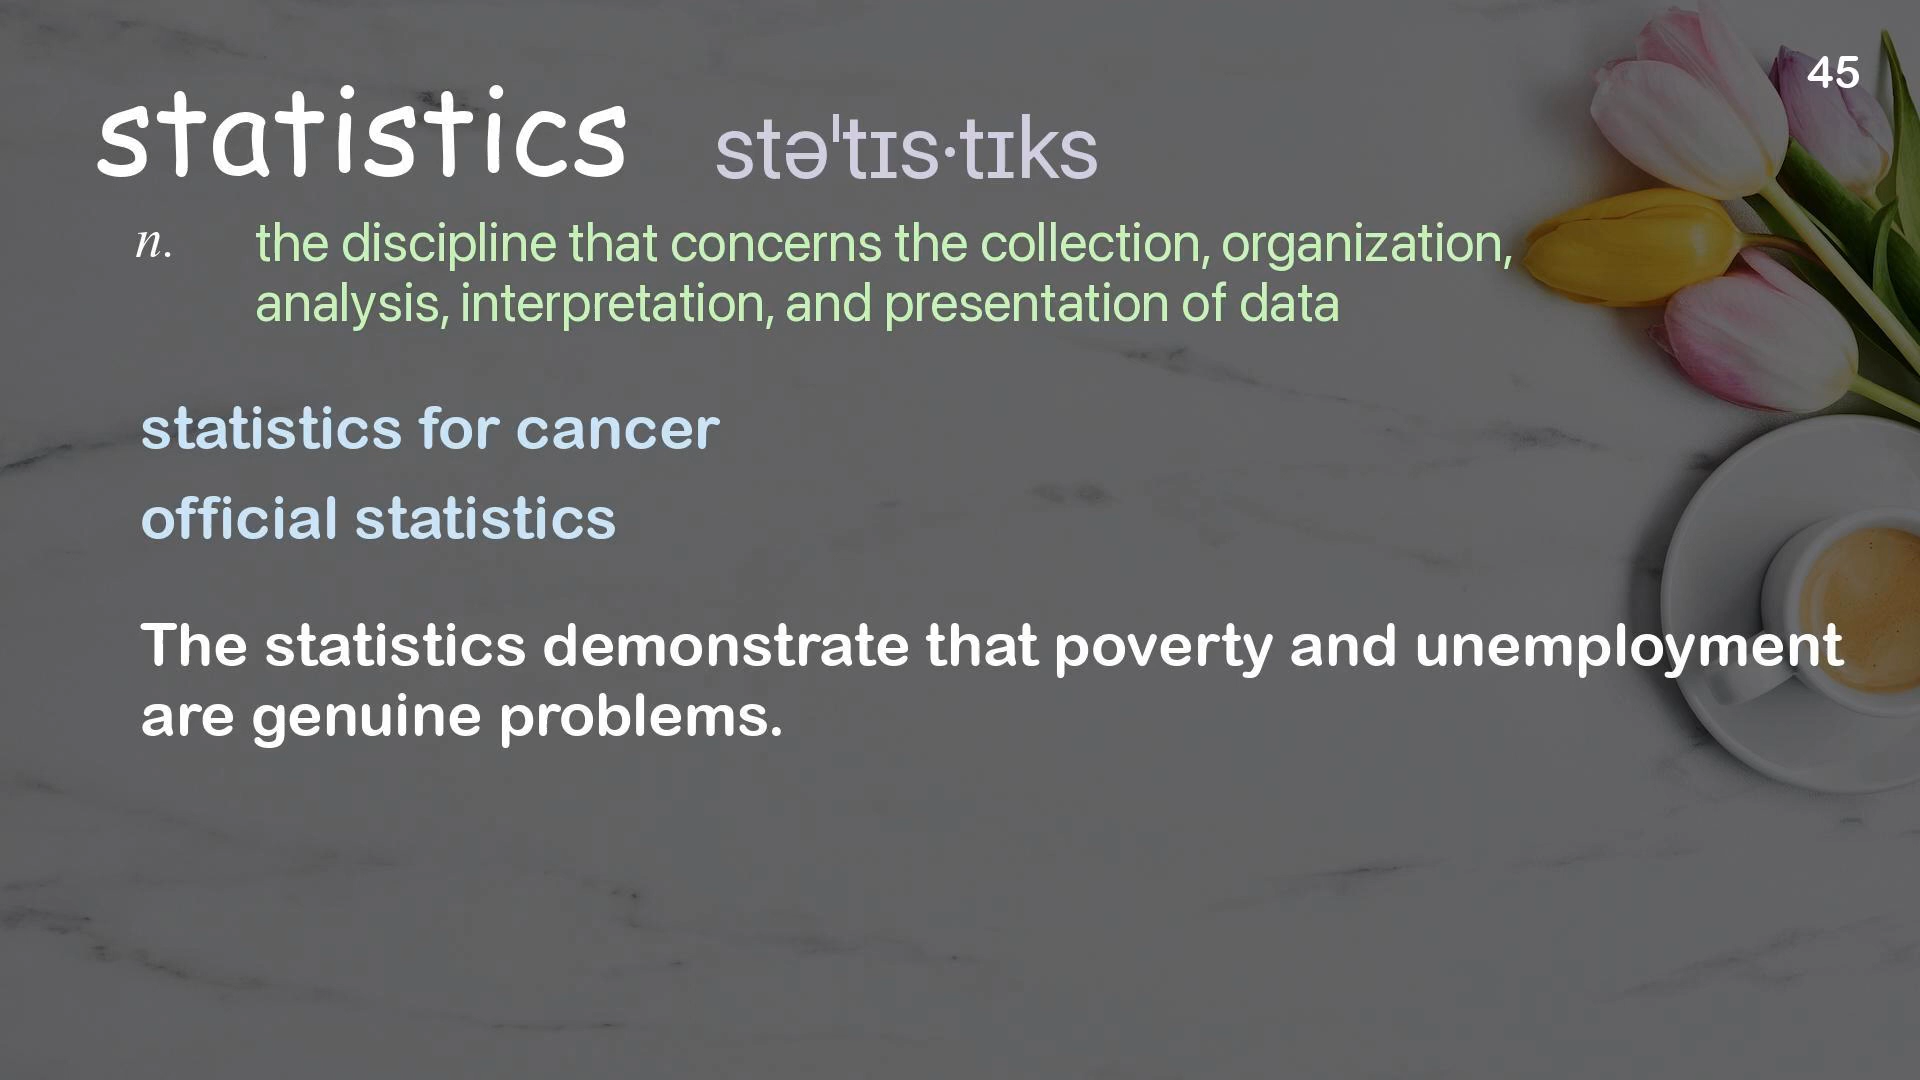 45
statistics stəˈtɪs·tɪks
n. the discipline that concerns the collection, organization,
analysis, interpretation, and presentation of data
statistics for cancer
official statistics
The statistics demonstrate that poverty and unemployment
are genuine problems.